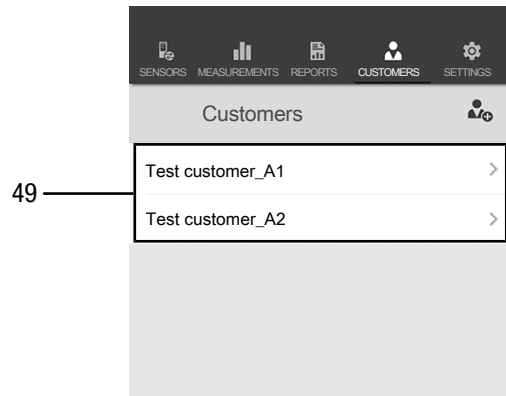 SENSORS MEASUREMENTS REPORTS CUSTOMERS SETTINGS
Customers
Test customer_A1
49
Test customer_A2